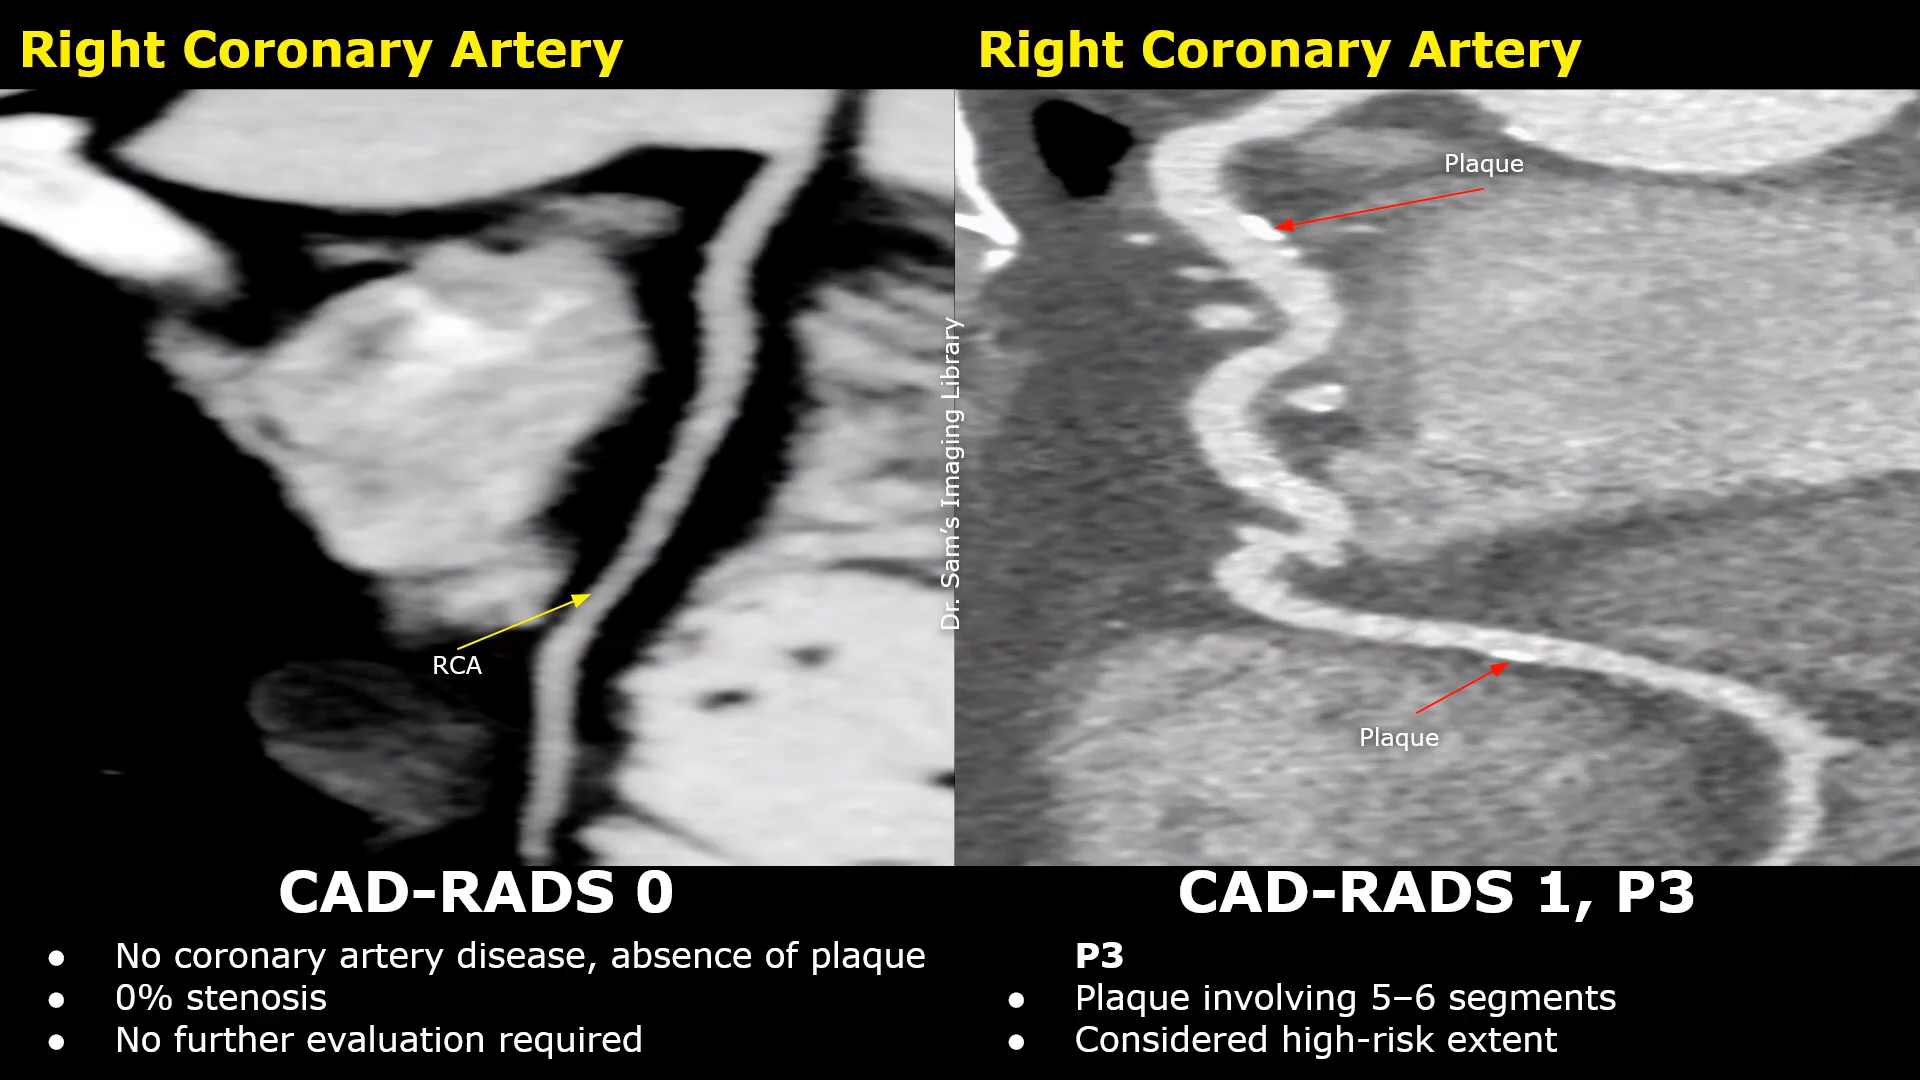 Right Coronary Artery
RCA
CAD-RADS 0
● No coronary artery disease, absence of plaque
● 0% stenosis
● No further evaluation required
Dr. Sam’s Imaging Library
Right Coronary Artery
Plaque
Plaque
CAD-RADS 1, P3
P3
● Plaque involving 5–6 segments
● Considered high-risk extent